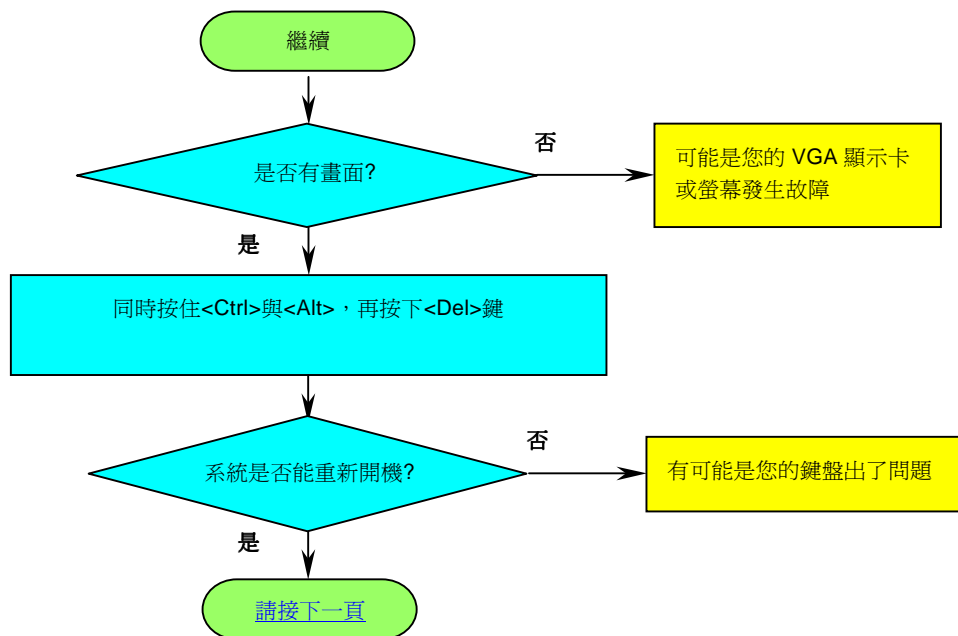 繼續
是否有畫面?
否
可能是您的 VGA 顯示卡
或螢幕發生故障
是
同時按住<Ctrl>與<Alt>，再按下<Del>鍵
系統是否能重新開機?
否
有可能是您的鍵盤出了問題
是
請接下一頁